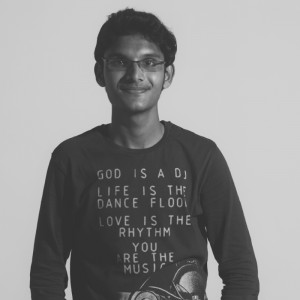 GOD IS A DJ
LIFE IS THE
DANCE FLOOR
LOVE IS THE
RHYTHM
YOU
ARE THE
MUSIC